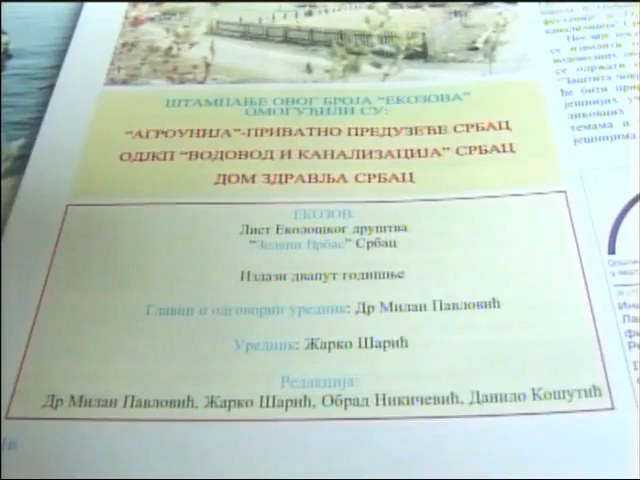 ШТАМПАЊЕ ОВОГ БРОЈА "ЕКОЗОВА"
ОМОГУЋИЛИ СУ:
"АГРОУНИЈА"-ПРИВАТНО ПРЕДУЗЕЋЕ СРБАЦ
ОДЈКП "ВОДОВОД И КАНАЛИЗАЦИЈА" СРБАЦ
ДОМ ЗДРАВЉА СРБАЦ
ЕКОЗОВ
Лист Еколошког друштва
"Зелени Врбас" Србац
Излази двапут годишње
Главни и одговорни уредник: Др Милан Павловић
Уредник: Жарко Шарић
Редакција:
Др Милан Павловић, Жарко Шарић, Обрад Никичевић, Данило Кошутић
16